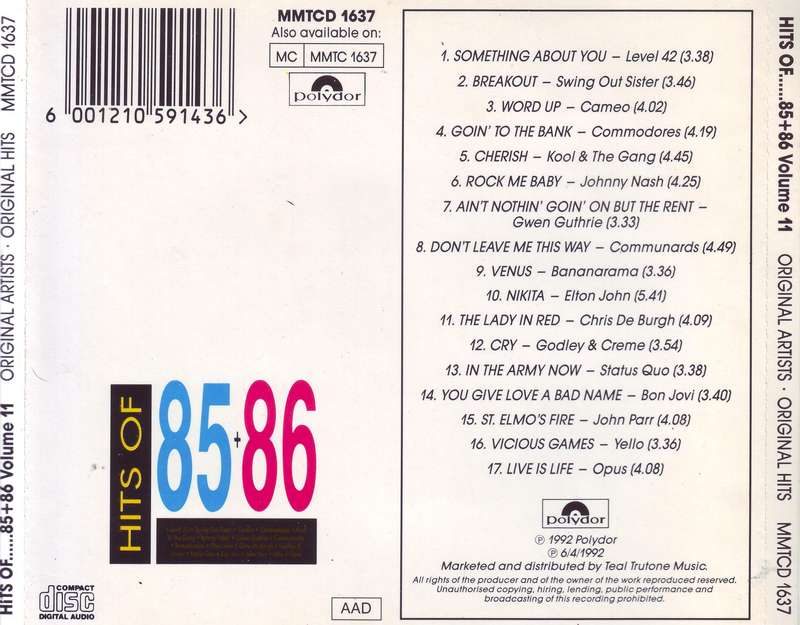 HITS OF......85+86 Volume 11 ORIGINAL ARTISTS · ORIGINAL HITS MMTCD 1637
6 001210 591436 >
MMTCD 1637
Also available on:
MC MMTC 1637
polydor
HITS OF
85+86
COMPACT
disc
DIGITAL AUDIO
AAD
1. SOMETHING ABOUT YOU – Level 42 (3.38)
2. BREAKOUT – Swing Out Sister (3.46)
3. WORD UP – Cameo (4.02)
4. GOIN' TO THE BANK – Commodores (4.19)
5. CHERISH – Kool & The Gang (4.45)
6. ROCK ME BABY – Johnny Nash (4.25)
7. AIN'T NOTHIN' GOIN' ON BUT THE RENT –
Gwen Guthrie (3.33)
8. DON'T LEAVE ME THIS WAY – Communards (4.49)
9. VENUS – Bananarama (3.36)
10. NIKITA – Elton John (5.41)
11. THE LADY IN RED – Chris De Burgh (4.09)
12. CRY – Godley & Creme (3.54)
13. IN THE ARMY NOW – Status Quo (3.38)
14. YOU GIVE LOVE A BAD NAME – Bon Jovi (3.40)
15. ST. ELMO'S FIRE – John Parr (4.08)
16. VICIOUS GAMES – Yello (3.36)
17. LIVE IS LIFE – Opus (4.08)
polydor
℗ 1992 Polydor
℗ 6/4/1992
Marketed and distributed by Teal Trutone Music.
All rights of the producer and of the owner of the work reproduced reserved.
Unauthorised copying, hiring, lending, public performance and
broadcasting of this recording prohibited.
HITS OF......85+86 Volume 11 ORIGINAL ARTISTS · ORIGINAL HITS MMTCD 1637